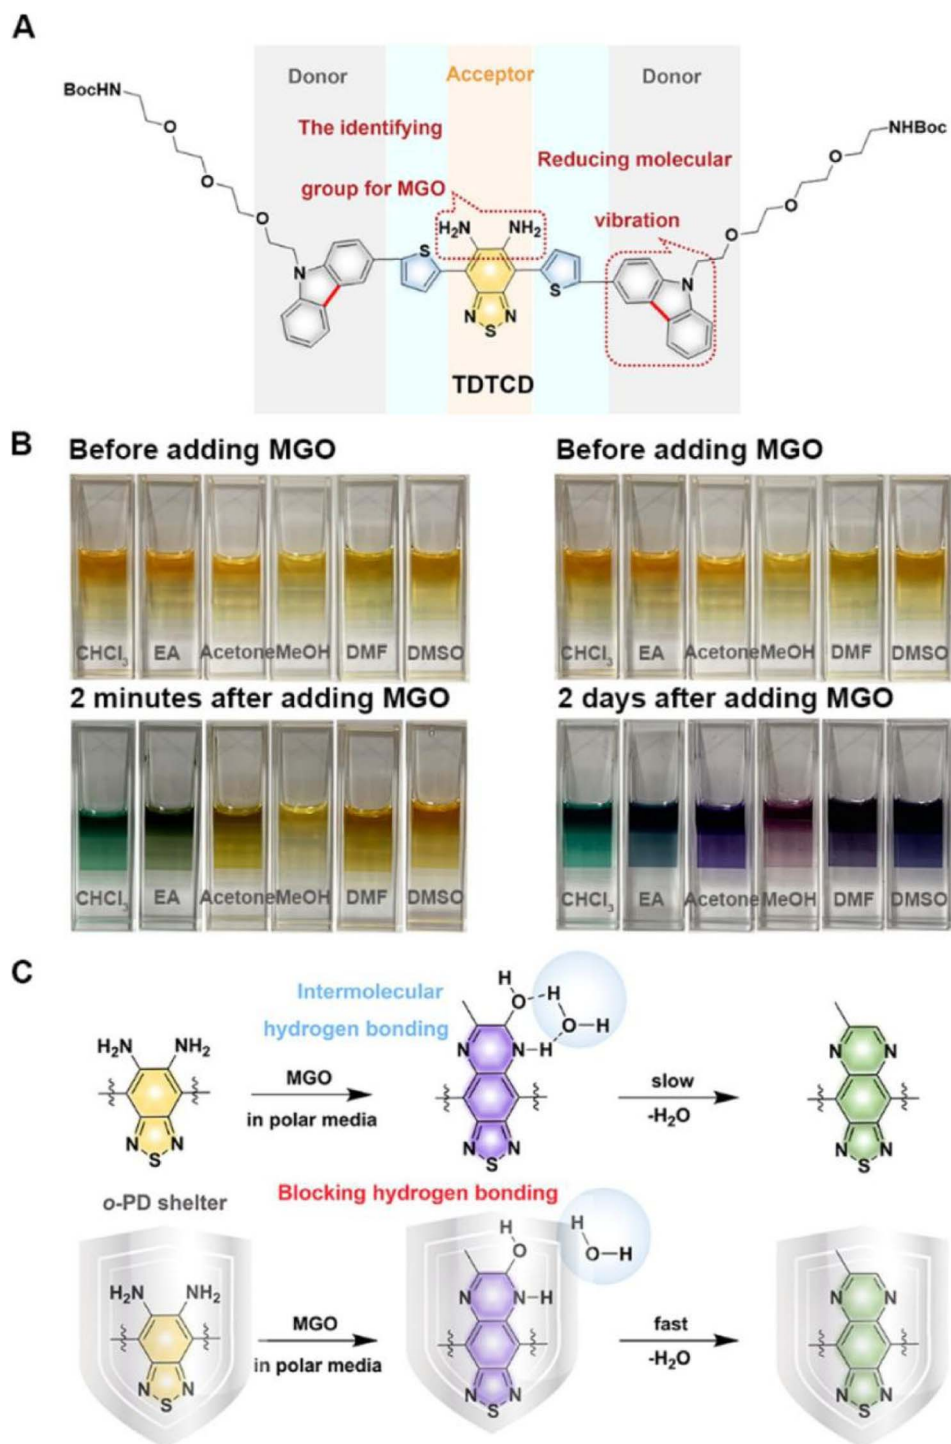 A
Donor
Acceptor
Donor
BocHN
NHBoc
The identifying
group for MGO
Reducing molecular
vibration
O
O
O
O
O
O
H₂N
NH₂
S
S
N
N
N
N
S
TDTCD
B
Before adding MGO
Before adding MGO
CHCl₃ EA Acetone MeOH DMF DMSO
CHCl₃ EA Acetone MeOH DMF DMSO
2 minutes after adding MGO
2 days after adding MGO
CHCl₃ EA Acetone MeOH DMF DMSO
CHCl₃ EA Acetone MeOH DMF DMSO
C
Intermolecular
hydrogen bonding
H₂N NH₂
N N
S
MGO
in polar media
H
O H
O H
N N H
N N
S
slow
-H₂O
N N
N N
S
o-PD shelter
Blocking hydrogen bonding
H₂N NH₂
N N
S
MGO
in polar media
H
O
H
O H
N N H
N N
S
fast
-H₂O
N N
N N
S